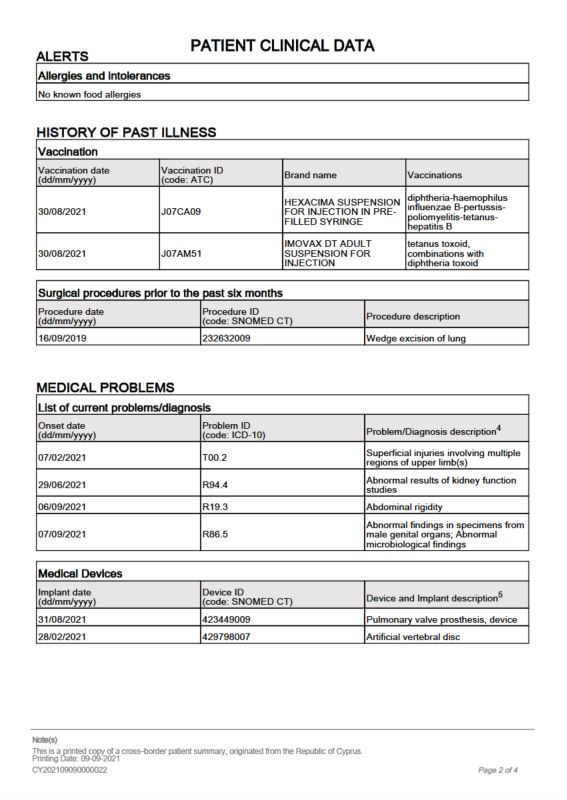 PATIENT CLINICAL DATA
ALERTS
Allergies and intolerances
No known food allergies
HISTORY OF PAST ILLNESS
Vaccination
Vaccination date
(dd/mm/yyyy)
Vaccination ID
(code: ATC)
Brand name
Vaccinations
30/08/2021
J07CA09
HEXACIMA SUSPENSION
FOR INJECTION IN PRE-
FILLED SYRINGE
diphtheria-haemophilus
influenzae B-pertussis-
poliomyelitis-tetanus-
hepatitis B
30/08/2021
J07AM51
IMOVAX DT ADULT
SUSPENSION FOR
INJECTION
tetanus toxoid,
combinations with
diphtheria toxoid
Surgical procedures prior to the past six months
Procedure date
(dd/mm/yyyy)
Procedure ID
(code: SNOMED CT)
Procedure description
16/09/2019
232632009
Wedge excision of lung
MEDICAL PROBLEMS
List of current problems/diagnosis
Onset date
(dd/mm/yyyy)
Problem ID
(code: ICD-10)
Problem/Diagnosis description4
07/02/2021
T00.2
Superficial injuries involving multiple
regions of upper limb(s)
29/06/2021
R94.4
Abnormal results of kidney function
studies
06/09/2021
R19.3
Abdominal rigidity
07/09/2021
R86.5
Abnormal findings in specimens from
male genital organs; Abnormal
microbiological findings
Medical Devices
Implant date
(dd/mm/yyyy)
Device ID
(code: SNOMED CT)
Device and Implant description5
31/08/2021
423449009
Pulmonary valve prosthesis, device
28/02/2021
429798007
Artificial vertebral disc
Note(s)
This is a printed copy of a cross–border patient summary, originated from the Republic of Cyprus.
Printing Date: 09-09-2021
CY202109090000022
Page 2 of 4